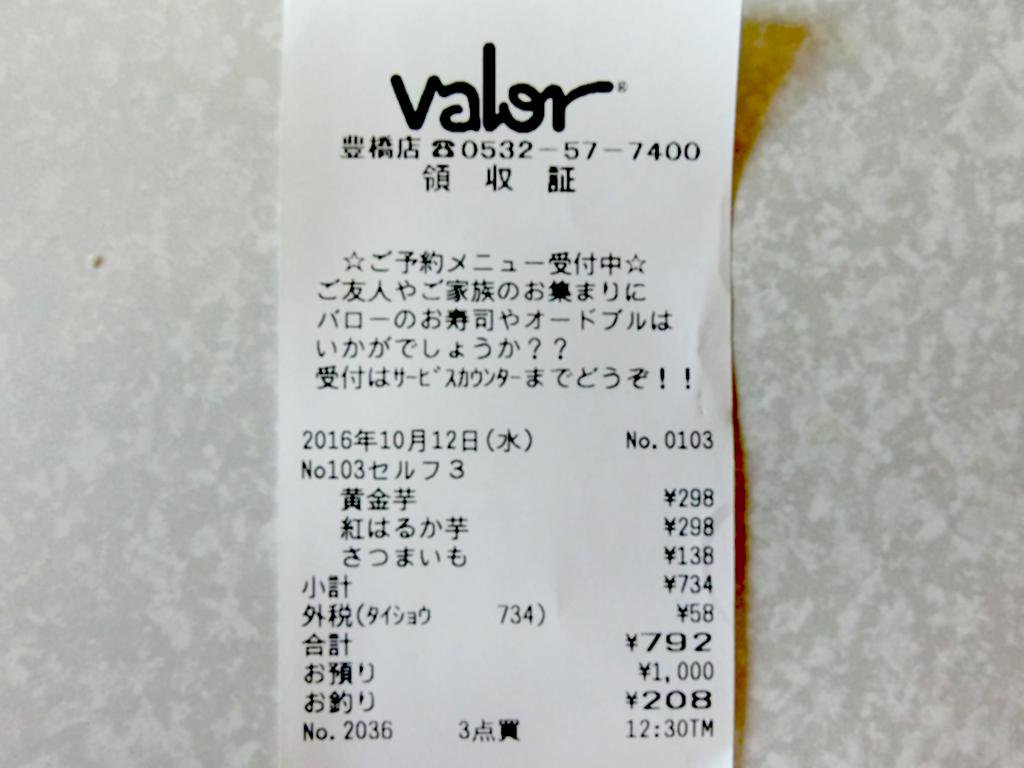 valor®
豊橋店 ☎0532-57-7400
領収証
☆ご予約メニュー受付中☆
ご友人やご家族のお集まりに
バローのお寿司やオードブルは
いかがでしょうか??
受付はｻｰﾋﾞｽｶｳﾝﾀｰまでどうぞ!!
2016年10月12日(水) No.0103
No103セルフ3
黄金芋 ¥298
紅はるか芋 ¥298
さつまいも ¥138
小計 ¥734
外税(ﾀｲｼｮｳ 734) ¥58
合計 ¥792
お預り ¥1,000
お釣り ¥208
No.2036 3点買 12:30TM